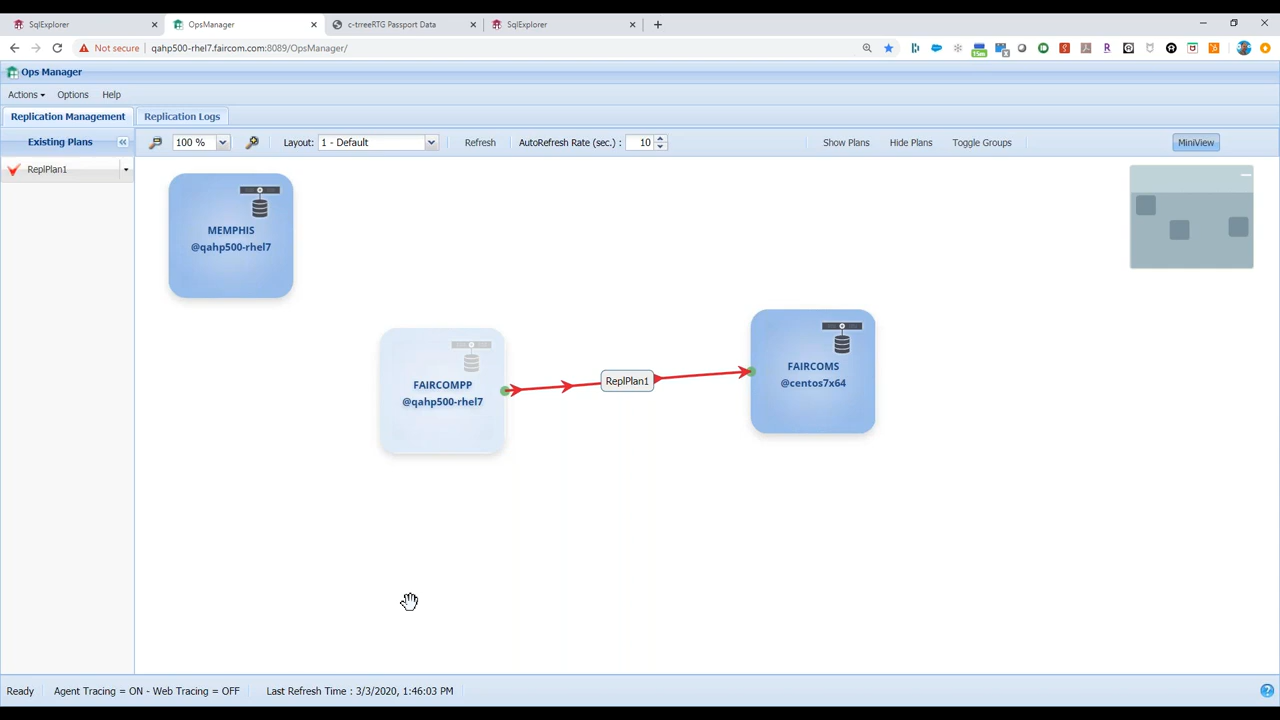 SqlExplorer
OpsManager
c-trreeRTG Passport Data
SqlExplorer
Not secure
qahp500-rhel7.faircom.com:8089/OpsManager/
15m
Ops Manager
Actions
Options
Help
Replication Management
Replication Logs
Existing Plans
100 %
Layout:
1 - Default
Refresh
AutoRefresh Rate (sec.) :
10
Show Plans
Hide Plans
Toggle Groups
MiniView
ReplPlan1
MEMPHIS
@qahp500-rhel7
FAIRCOMPP
@qahp500-rhel7
ReplPlan1
FAIRCOMS
@centos7x64
Ready
Agent Tracing = ON - Web Tracing = OFF
Last Refresh Time : 3/3/2020, 1:46:03 PM